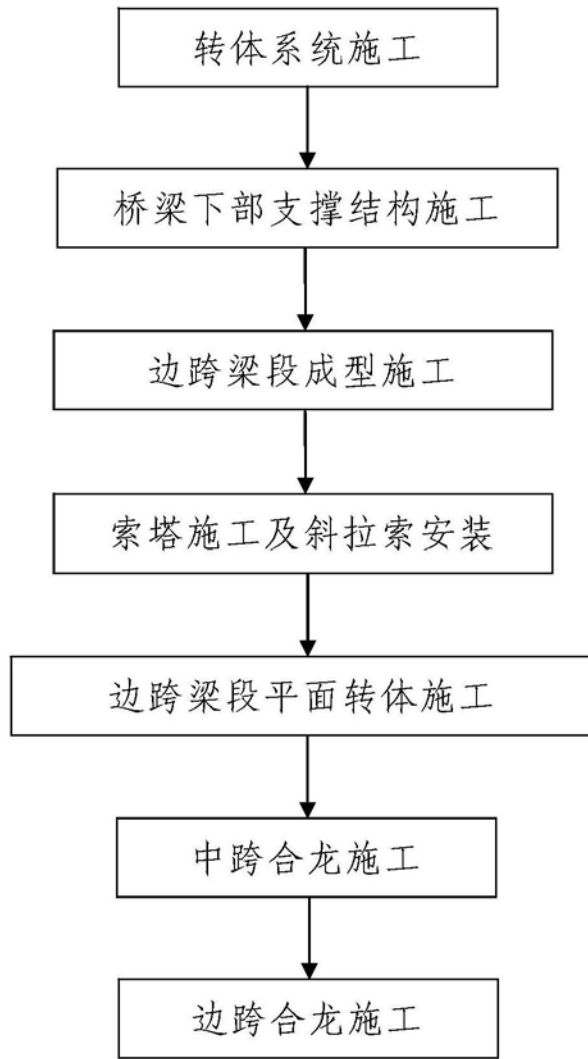 转体系统施工
桥梁下部支撑结构施工
边跨梁段成型施工
索塔施工及斜拉索安装
边跨梁段平面转体施工
中跨合龙施工
边跨合龙施工